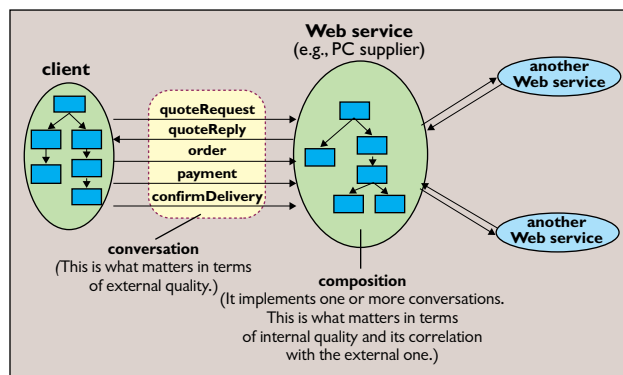 Web service
(e.g., PC supplier)
client
another
Web service
quoteRequest
quoteReply
order
payment
confirmDelivery
another
Web service
conversation
(This is what matters in terms
of external quality.)
composition
(It implements one or more conversations.
This is what matters in terms
of internal quality and its correlation
with the external one.)